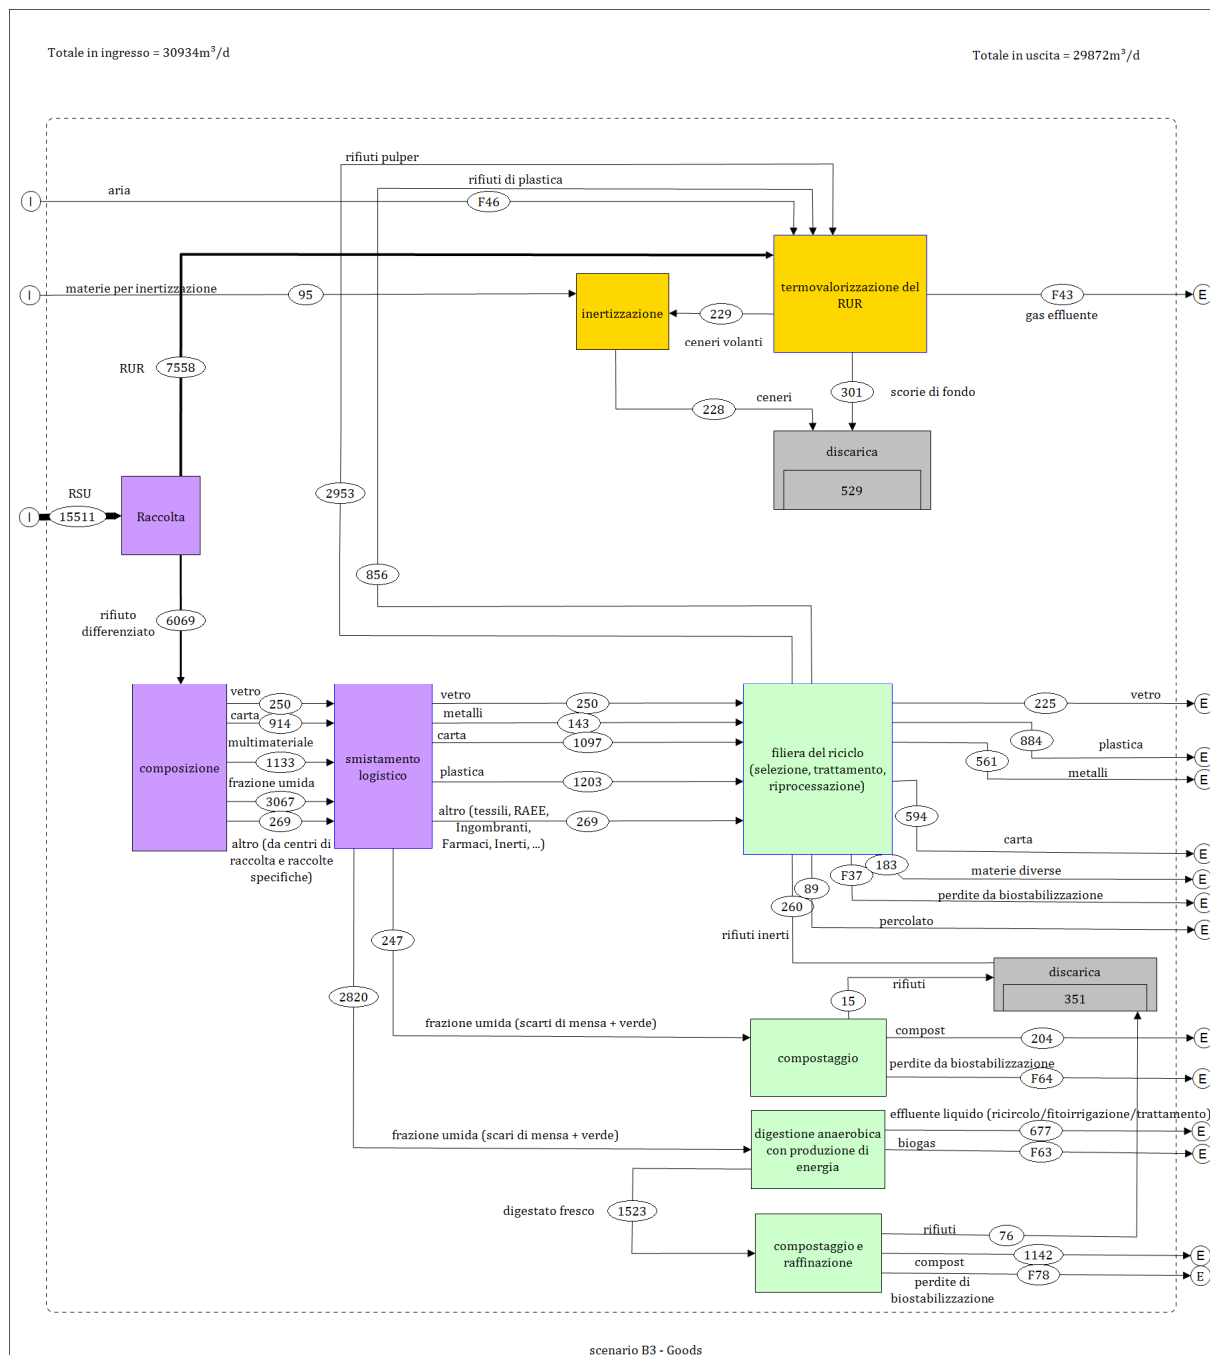 Totale in ingresso = 30934m³/d
Totale in uscita = 29872m³/d
rifiuti pulper
rifiuti di plastica
aria
I
F46
termovalorizzazione del
RUR
I
materie per inertizzazione
95
inertizzazione
229
ceneri volanti
F43
E
gas effluente
RUR
7558
301
scorie di fondo
ceneri
228
discarica
529
RSU
I
15511
Raccolta
2953
856
rifiuto
differenziato
6069
composizione
vetro
250
carta
914
multimateriale
1133
frazione umida
3067
269
altro (da centri di
raccolta e raccolte
specifiche)
smistamento
logistico
vetro
250
metalli
143
carta
1097
plastica
1203
altro (tessili, RAEE,
Ingombranti,
Farmaci, Inerti, ...)
269
filiera del riciclo
(selezione, trattamento,
riprocessazione)
225
vetro
E
884
plastica
E
561
metalli
E
594
carta
E
183
materie diverse
E
F37
perdite da biostabilizzazione
E
89
percolato
E
260
rifiuti inerti
247
2820
discarica
351
15
rifiuti
frazione umida (scarti di mensa + verde)
compostaggio
compost
204
E
perdite da biostabilizzazione
F64
E
effluente liquido (ricircolo/fitoirrigazione/trattamento)
677
E
frazione umida (scari di mensa + verde)
digestione anaerobica
con produzione di
energia
biogas
F63
E
digestato fresco
1523
compostaggio e
raffinazione
rifiuti
76
1142
E
compost
F78
E
perdite di
biostabilizzazione
scenario B3 - Goods